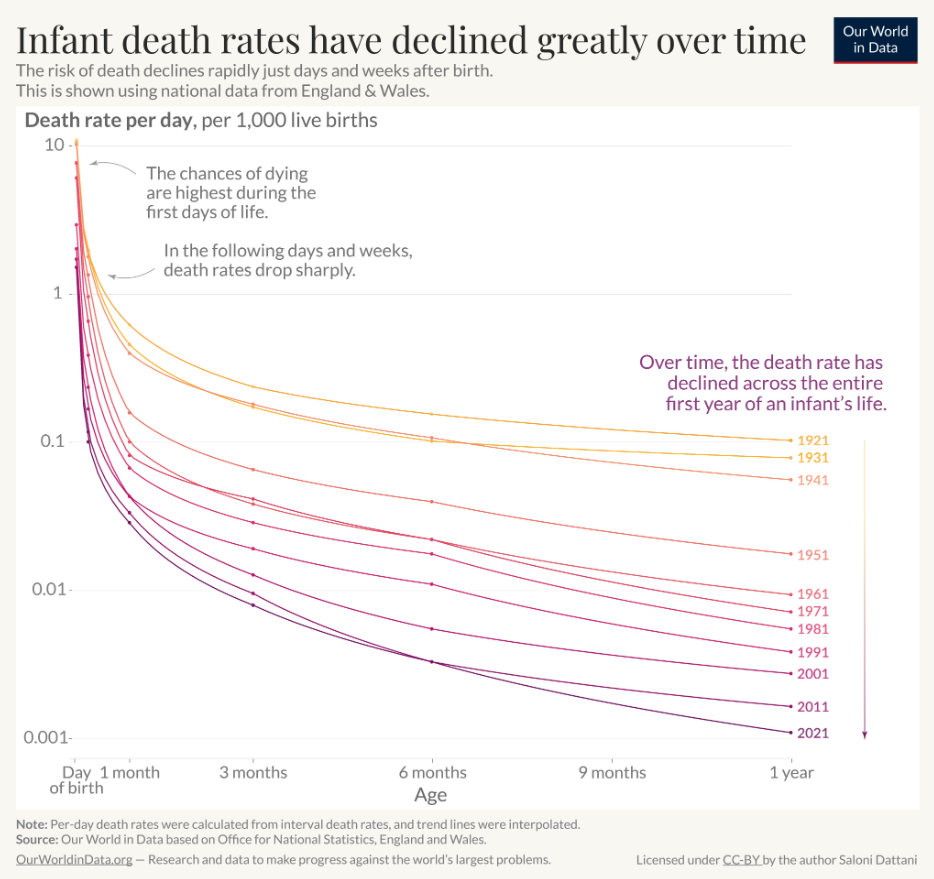 Infant death rates have declined greatly over time
Our World
in Data
The risk of death declines rapidly just days and weeks after birth.
This is shown using national data from England & Wales.
Death rate per day, per 1,000 live births
10
The chances of dying
are highest during the
first days of life.
In the following days and weeks,
death rates drop sharply.
1
Over time, the death rate has
declined across the entire
first year of an infant's life.
0.1
1921
1931
1941
1951
0.01
1961
1971
1981
1991
2001
2011
2021
0.001
Day
of birth
1 month
3 months
6 months
9 months
1 year
Age
Note: Per-day death rates were calculated from interval death rates, and trend lines were interpolated.
Source: Our World in Data based on Office for National Statistics, England and Wales.
OurWorldinData.org — Research and data to make progress against the world's largest problems.
Licensed under CC-BY by the author Saloni Dattani